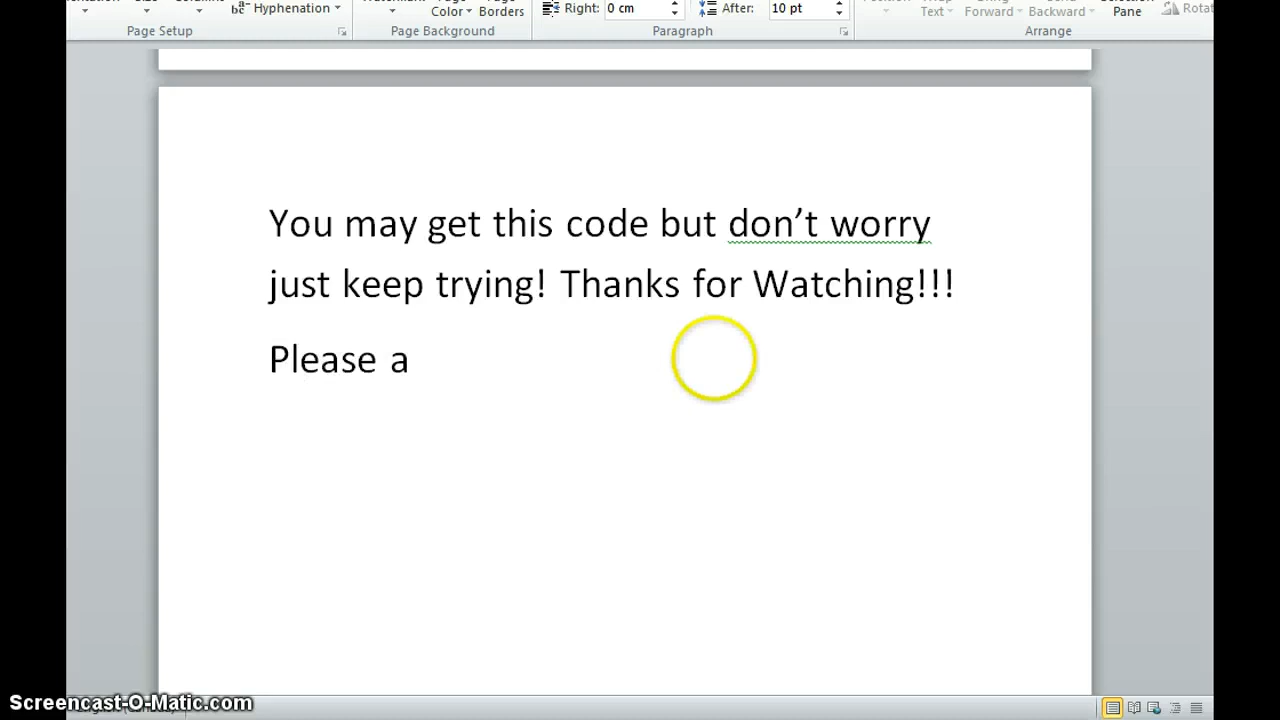 Hyphenation
Right: 0 cm
After: 10 pt
Color
Borders
Text
Forward
Backward
Pane
Page Setup
Page Background
Paragraph
Arrange
You may get this code but don’t worry
just keep trying! Thanks for Watching!!!
Please a
Screencast-O-Matic.com